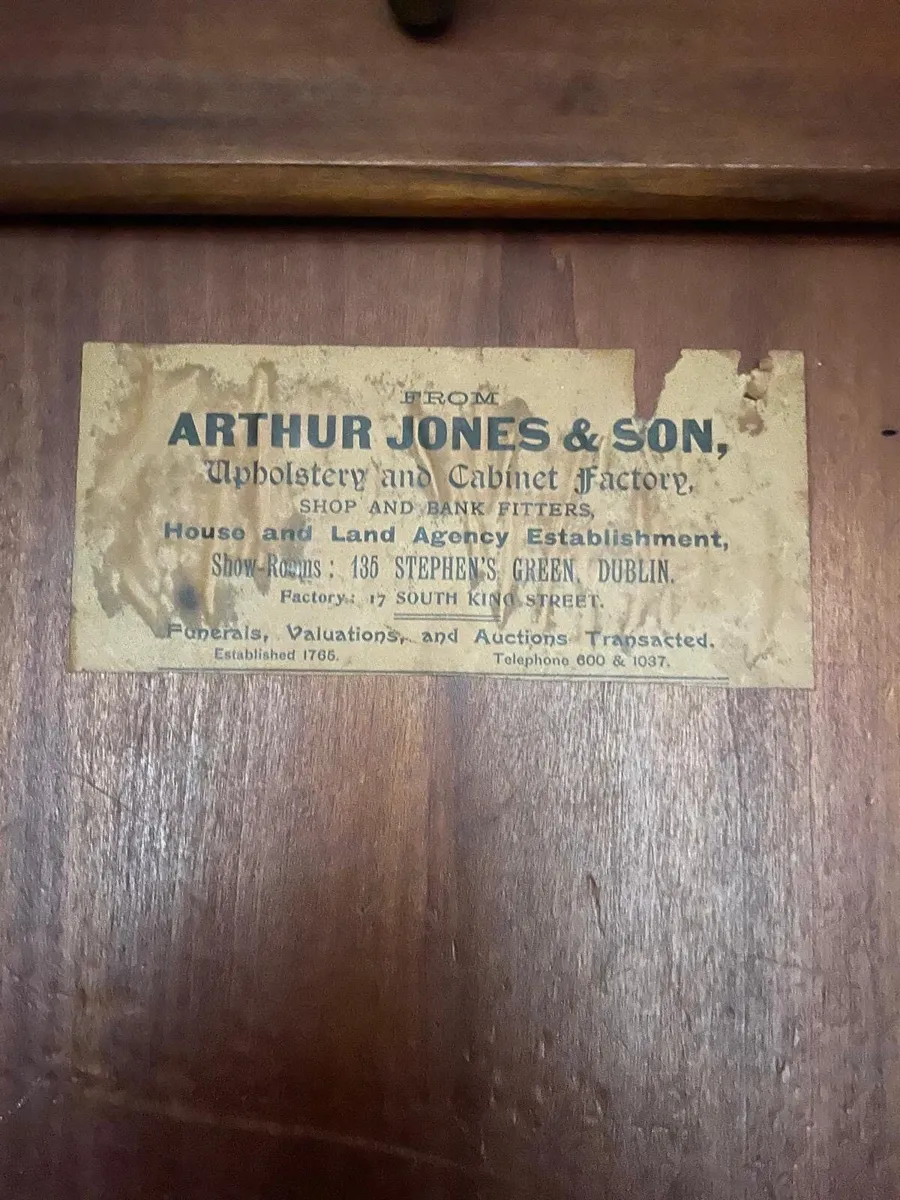 FROM
ARTHUR JONES & SON,
Upholstery and Cabinet Factory,
SHOP AND BANK FITTERS,
House and Land Agency Establishment,
Show-Rooms: 135 STEPHEN'S GREEN, DUBLIN.
Factory: 17 SOUTH KING STREET.
Funerals, Valuations, and Auctions Transacted.
Established 1765. Telephone 600 & 1037.